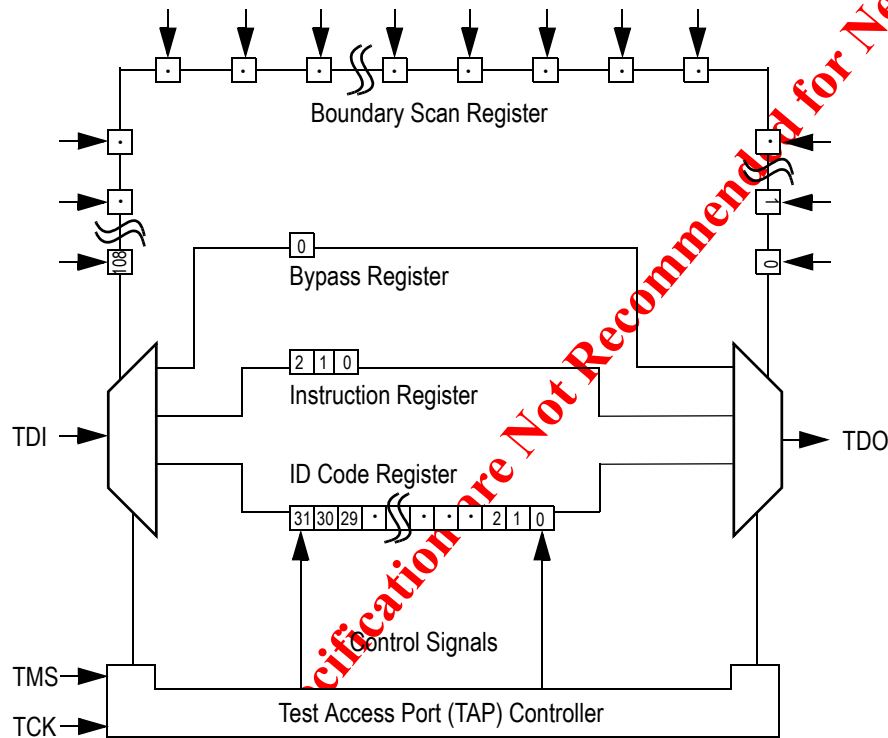 Boundary Scan Register
108
1
0
0
Bypass Register
2 1 0
Instruction Register
TDI
TDO
ID Code Register
31 30 29 · · · · 2 1 0
Control Signals
TMS
TCK
Test Access Port (TAP) Controller
are Not Recommended for